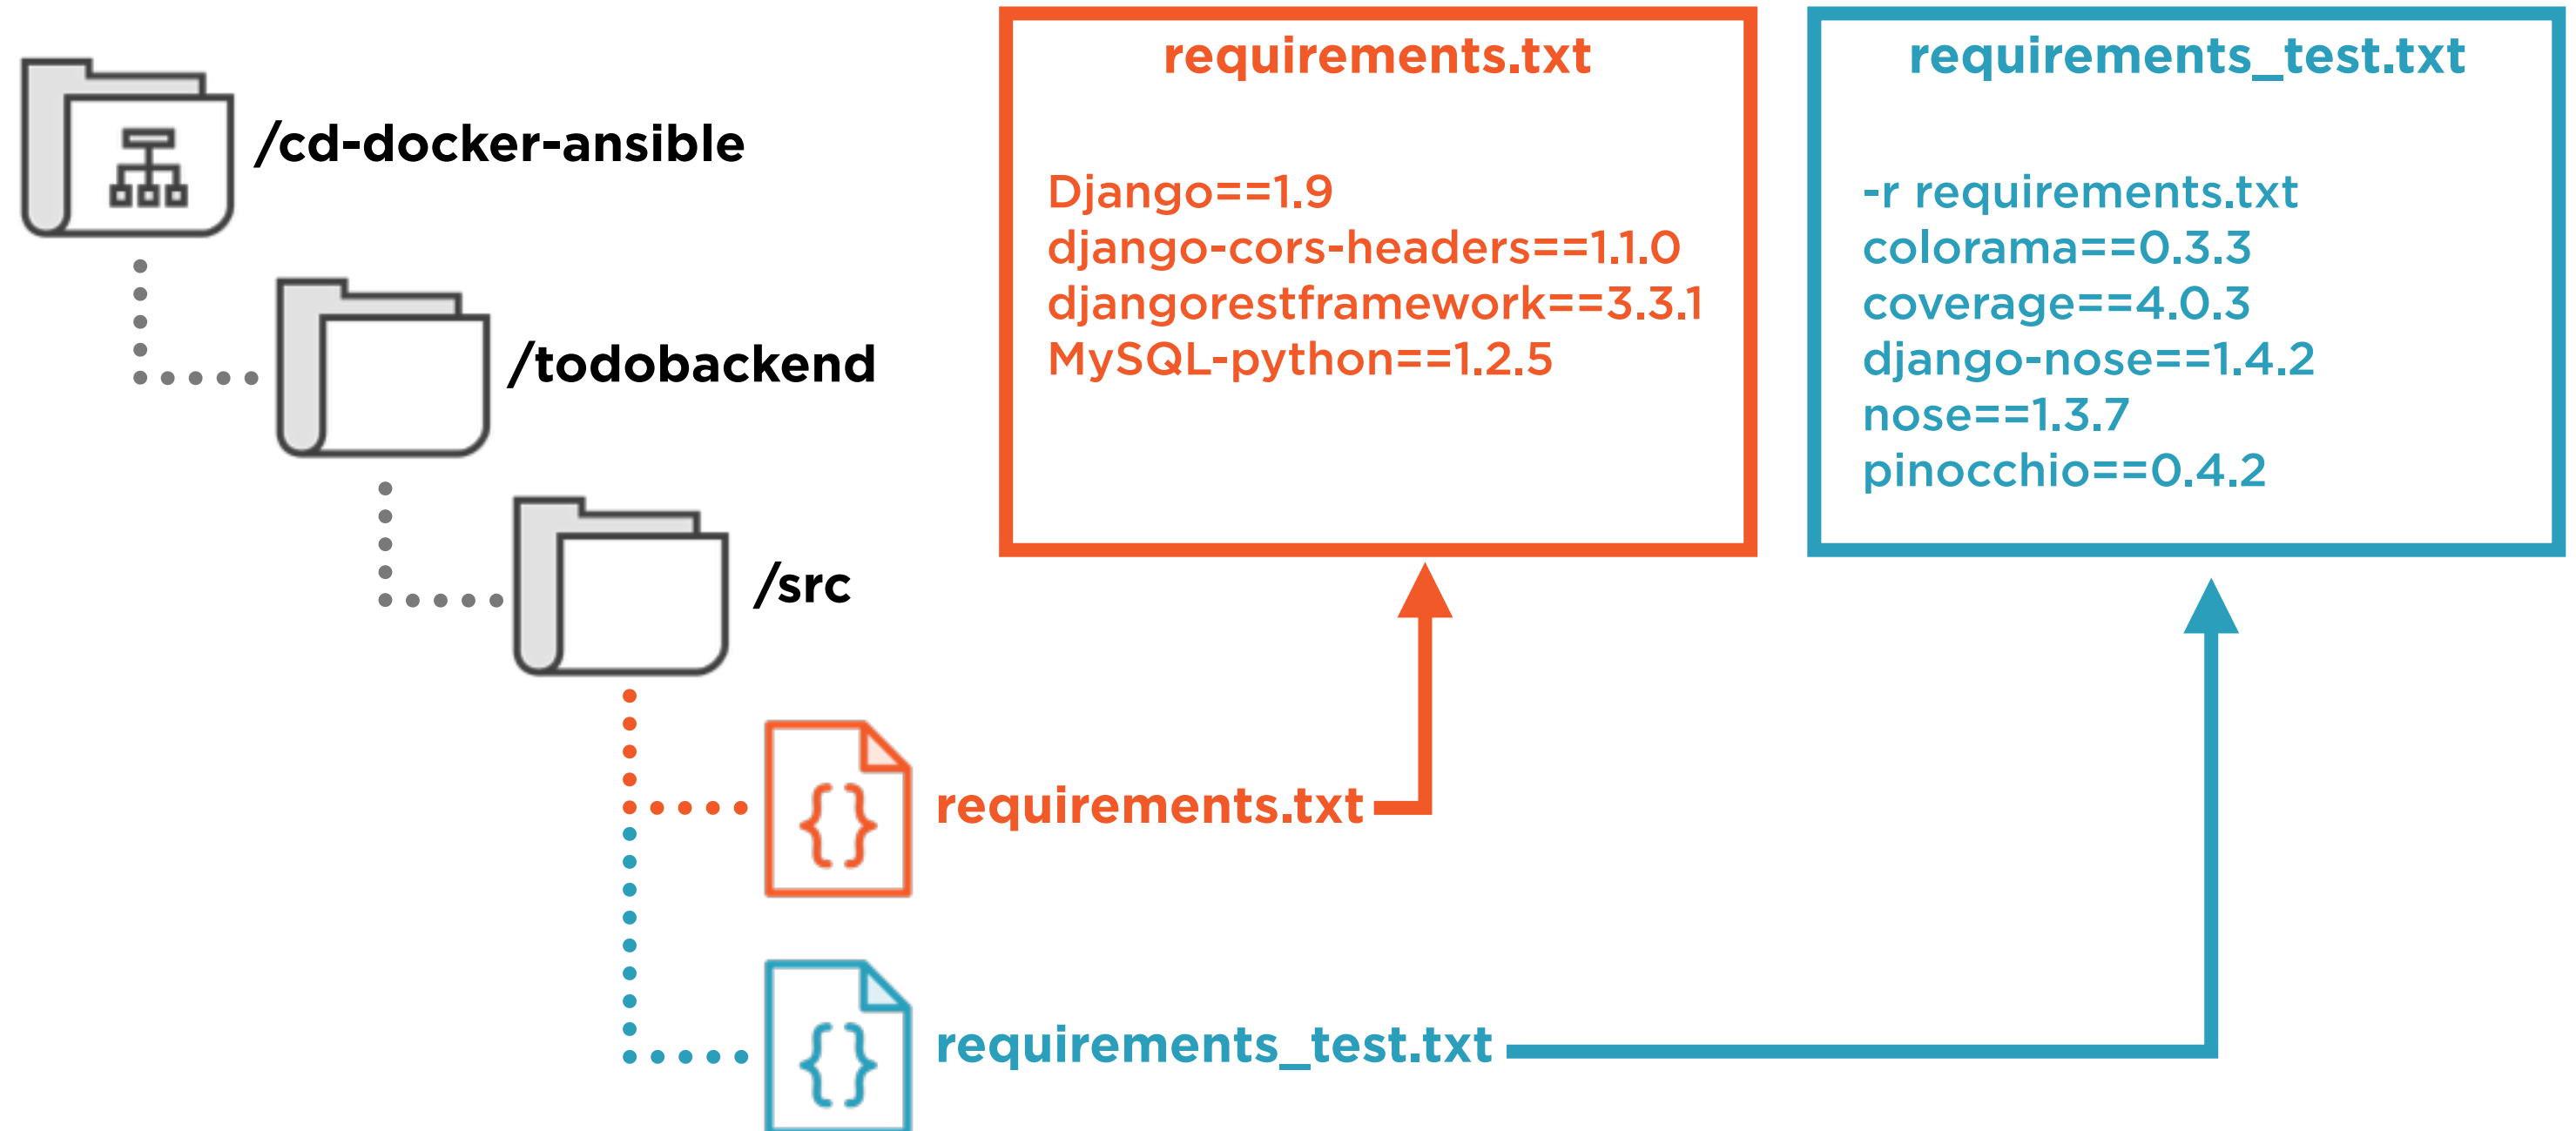 /cd-docker-ansible
/todobackend
/src
requirements.txt
requirements_test.txt
requirements.txt
Django==1.9
django-cors-headers==1.1.0
djangorestframework==3.3.1
MySQL-python==1.2.5
requirements_test.txt
-r requirements.txt
colorama==0.3.3
coverage==4.0.3
django-nose==1.4.2
nose==1.3.7
pinocchio==0.4.2